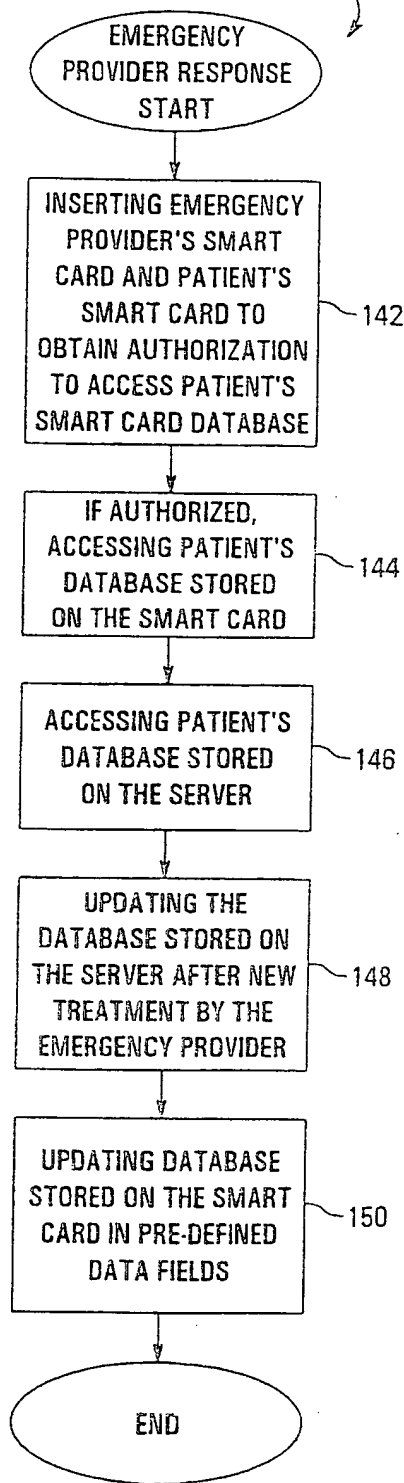 EMERGENCY
PROVIDER RESPONSE
START
INSERTING EMERGENCY
PROVIDER'S SMART
CARD AND PATIENT'S
SMART CARD TO
OBTAIN AUTHORIZATION
TO ACCESS PATIENT'S
SMART CARD DATABASE
142
IF AUTHORIZED,
ACCESSING PATIENT'S
DATABASE STORED
ON THE SMART CARD
144
ACCESSING PATIENT'S
DATABASE STORED
ON THE SERVER
146
UPDATING THE
DATABASE STORED ON
THE SERVER AFTER NEW
TREATMENT BY THE
EMERGENCY PROVIDER
148
UPDATING DATABASE
STORED ON THE SMART
CARD IN PRE-DEFINED
DATA FIELDS
150
END